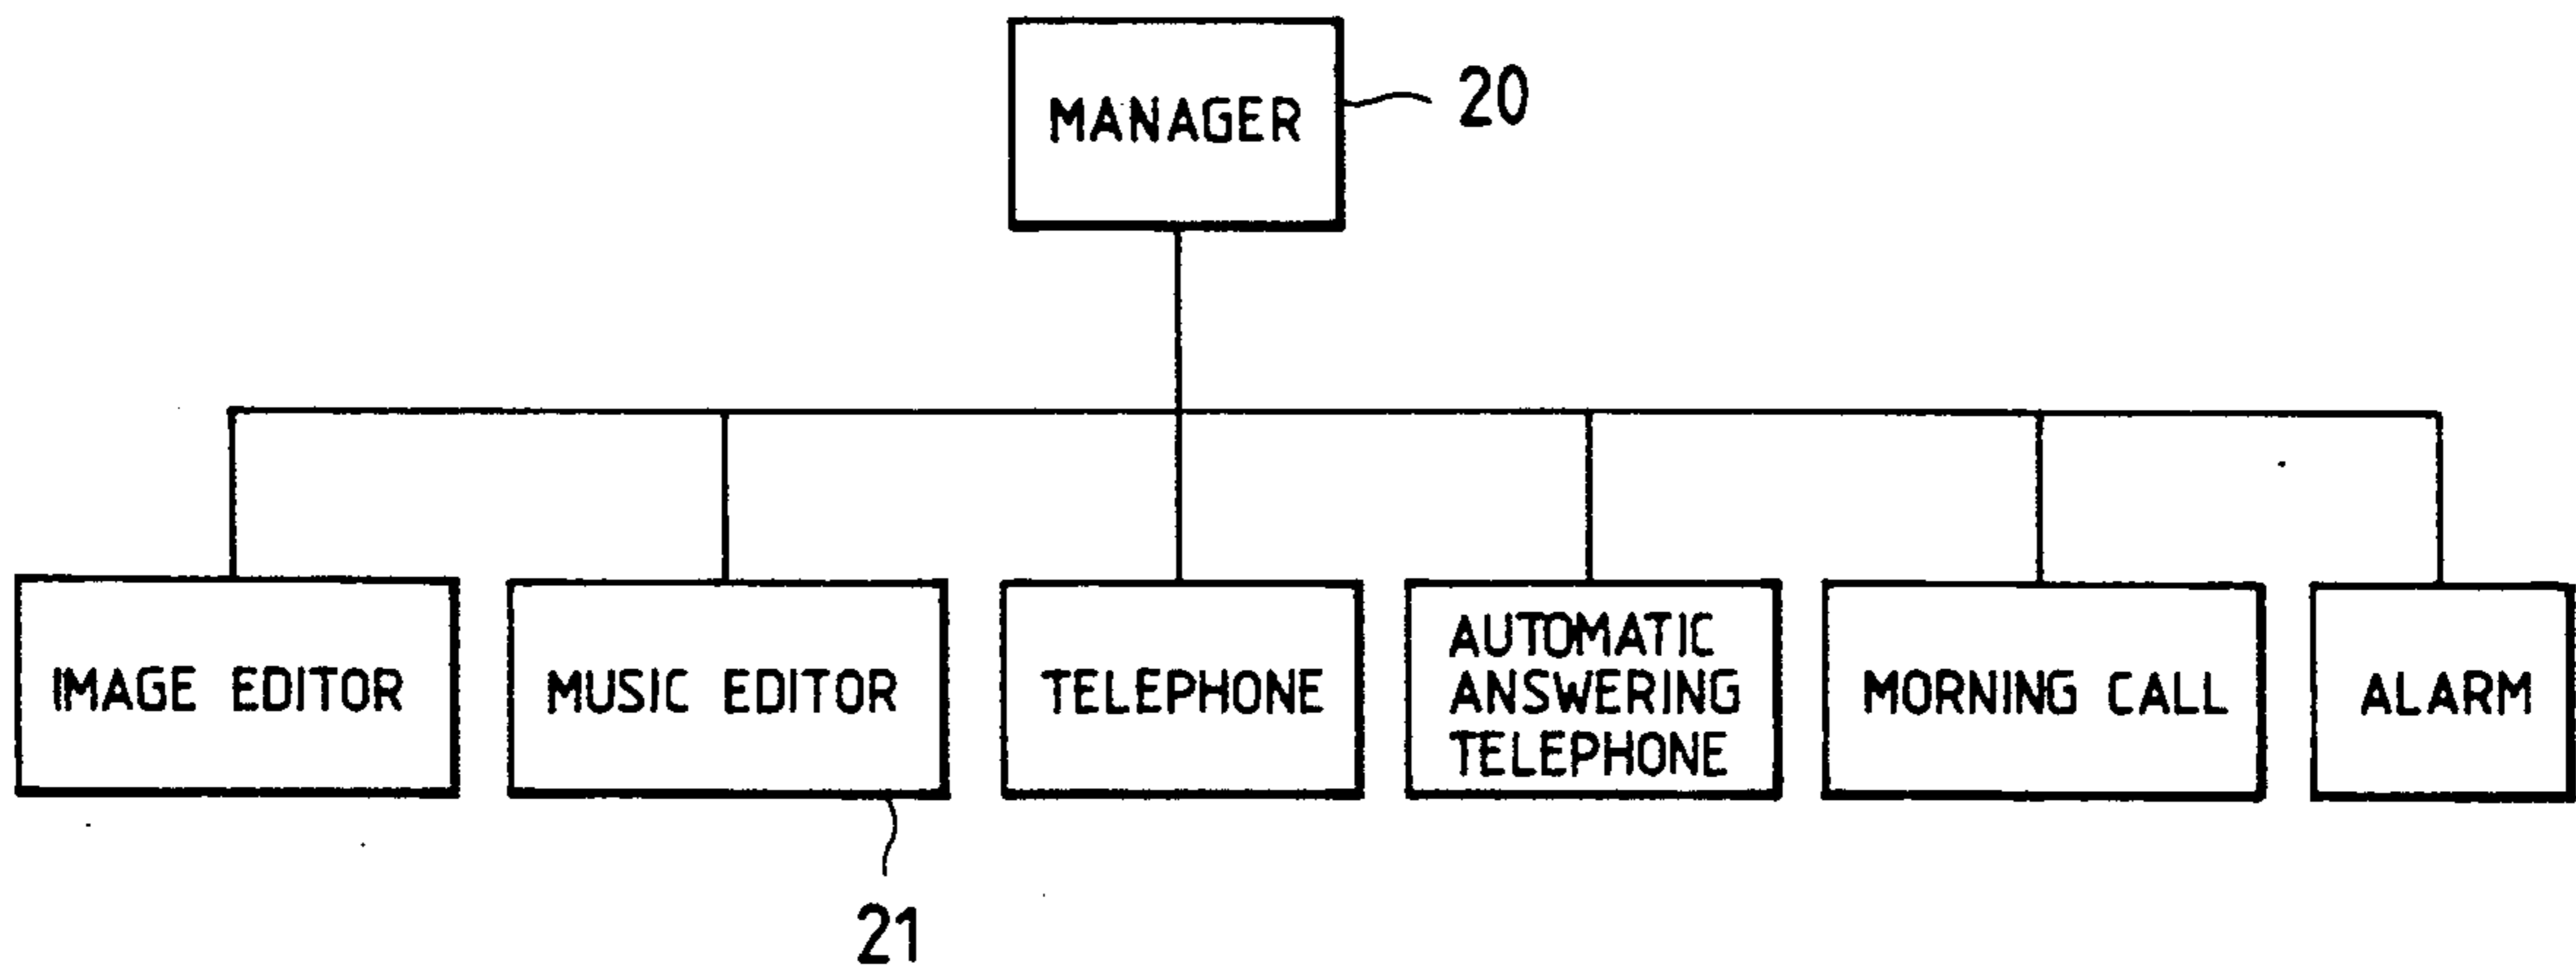 MANAGER
20
IMAGE EDITOR
MUSIC EDITOR
TELEPHONE
AUTOMATIC
ANSWERING
TELEPHONE
MORNING CALL
ALARM
21